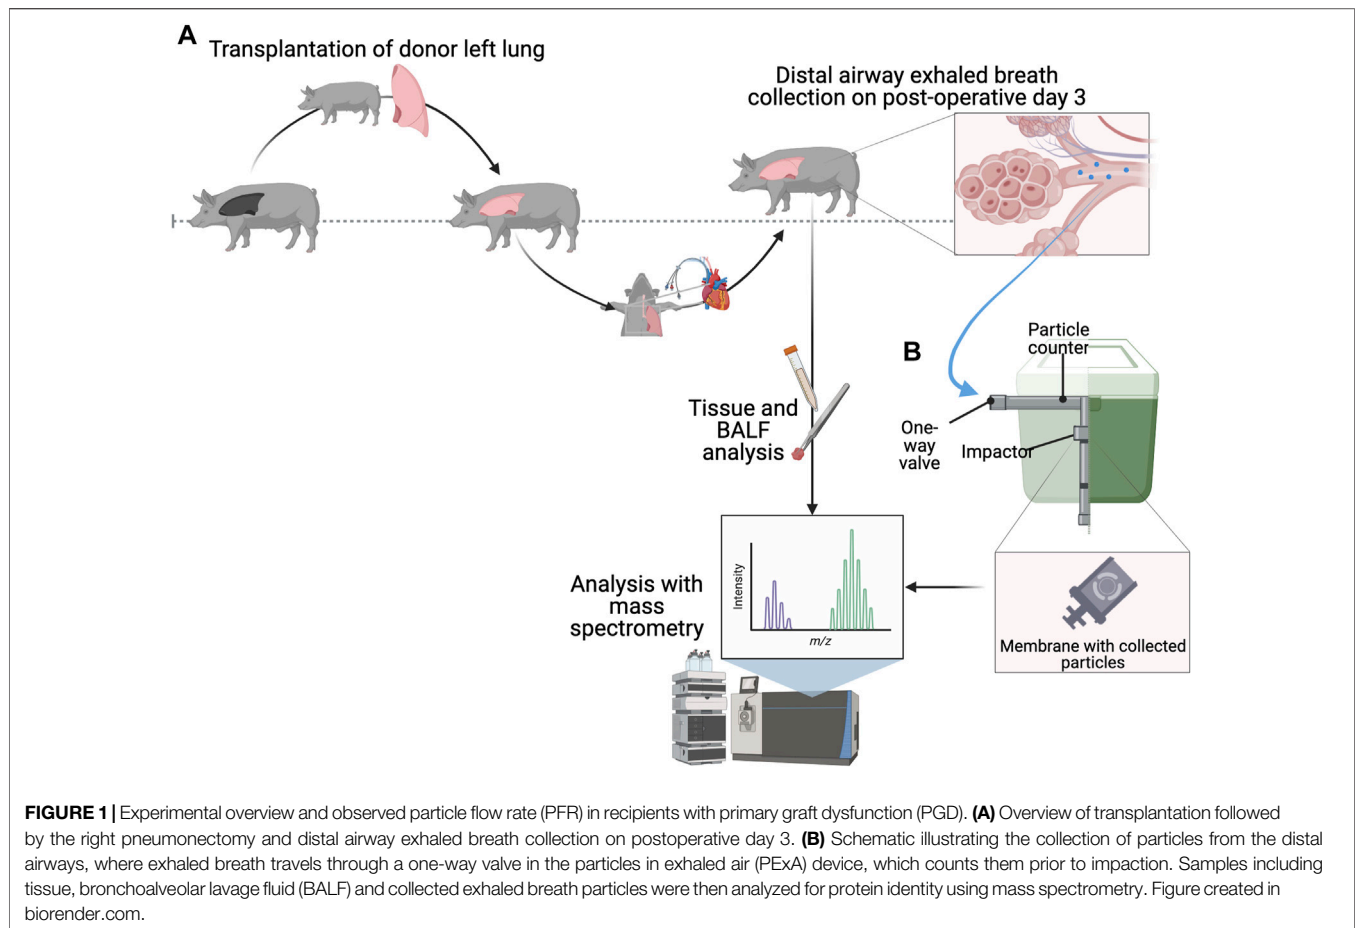 A
Transplantation of donor left lung
Distal airway exhaled breath
collection on post-operative day 3
B
Particle
counter
One-
way
valve
Impactor
Tissue and
BALF
analysis
Intensity
m/z
Analysis with
mass
spectrometry
Membrane with collected
particles
FIGURE 1 | Experimental overview and observed particle flow rate (PFR) in recipients with primary graft dysfunction (PGD). (A) Overview of transplantation followed
by the right pneumonectomy and distal airway exhaled breath collection on postoperative day 3. (B) Schematic illustrating the collection of particles from the distal
airways, where exhaled breath travels through a one-way valve in the particles in exhaled air (PExA) device, which counts them prior to impaction. Samples including
tissue, bronchoalveolar lavage fluid (BALF) and collected exhaled breath particles were then analyzed for protein identity using mass spectrometry. Figure created in
biorender.com.